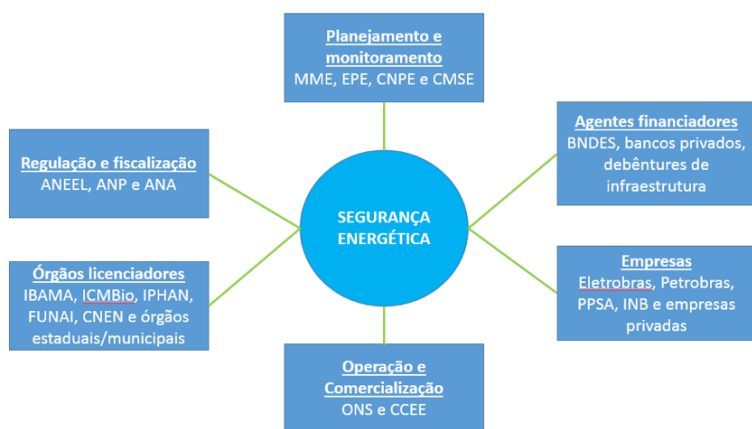 Planejamento e
monitoramento
MME, EPE, CNPE e CMSE
Agentes financiadores
BNDES, bancos privados,
debêntures de
infraestrutura
Regulação e fiscalização
ANEEL, ANP e ANA
SEGURANÇA
ENERGÉTICA
Empresas
Eletrobras, Petrobras,
PPSA, INB e empresas
privadas
Órgãos licenciadores
IBAMA, ICMBio, IPHAN,
FUNAI, CNEN e órgãos
estaduais/municipais
Operação e
Comercialização
ONS e CCEE